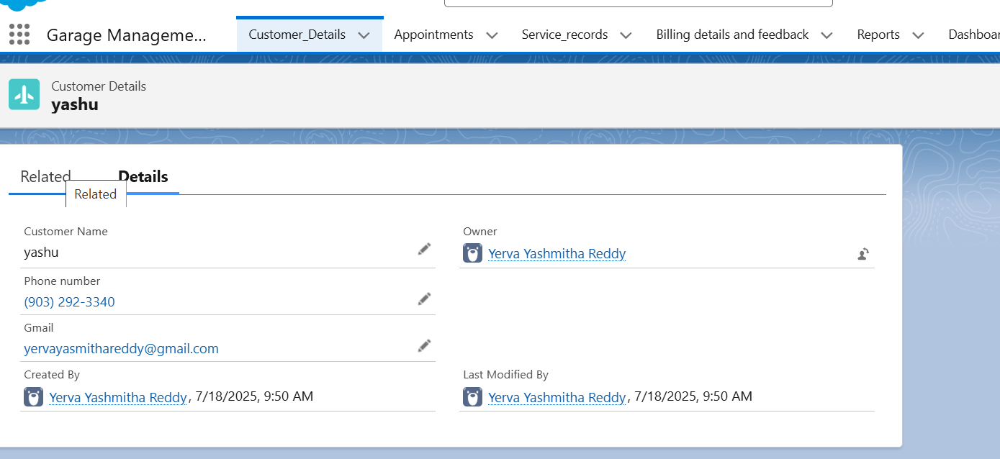 Garage Manageme...
Customer_Details
Appointments
Service_records
Billing details and feedback
Reports
Dashboar
Customer Details
yashu
Related
Details
Related
Customer Name
yashu
Owner
Yerva Yashmitha Reddy
Phone number
(903) 292-3340
Gmail
yervayasmithareddy@gmail.com
Created By
Yerva Yashmitha Reddy, 7/18/2025, 9:50 AM
Last Modified By
Yerva Yashmitha Reddy, 7/18/2025, 9:50 AM